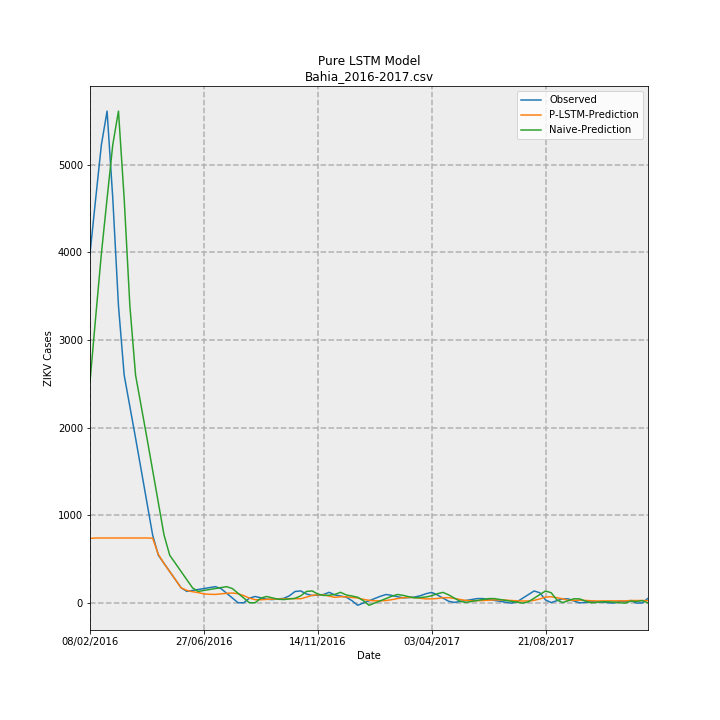 Pure LSTM Model
Bahia_2016-2017.csv
Observed
P-LSTM-Prediction
Naive-Prediction
ZIKV Cases
5000
4000
3000
2000
1000
0
08/02/2016
27/06/2016
14/11/2016
03/04/2017
21/08/2017
Date